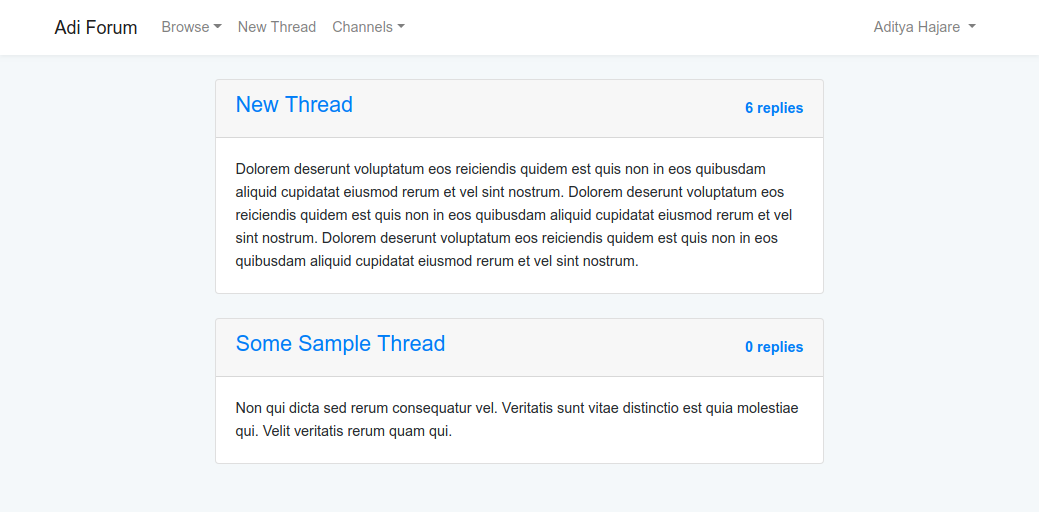 Adi Forum Browse New Thread Channels Aditya Hajare
New Thread 6 replies
Dolorem deserunt voluptatum eos reiciendis quidem est quis non in eos quibusdam
aliquid cupidatat eiusmod rerum et vel sint nostrum. Dolorem deserunt voluptatum eos
reiciendis quidem est quis non in eos quibusdam aliquid cupidatat eiusmod rerum et vel
sint nostrum. Dolorem deserunt voluptatum eos reiciendis quidem est quis non in eos
quibusdam aliquid cupidatat eiusmod rerum et vel sint nostrum.
Some Sample Thread 0 replies
Non qui dicta sed rerum consequatur vel. Veritatis sunt vitae distinctio est quia molestiae
qui. Velit veritatis rerum quam qui.